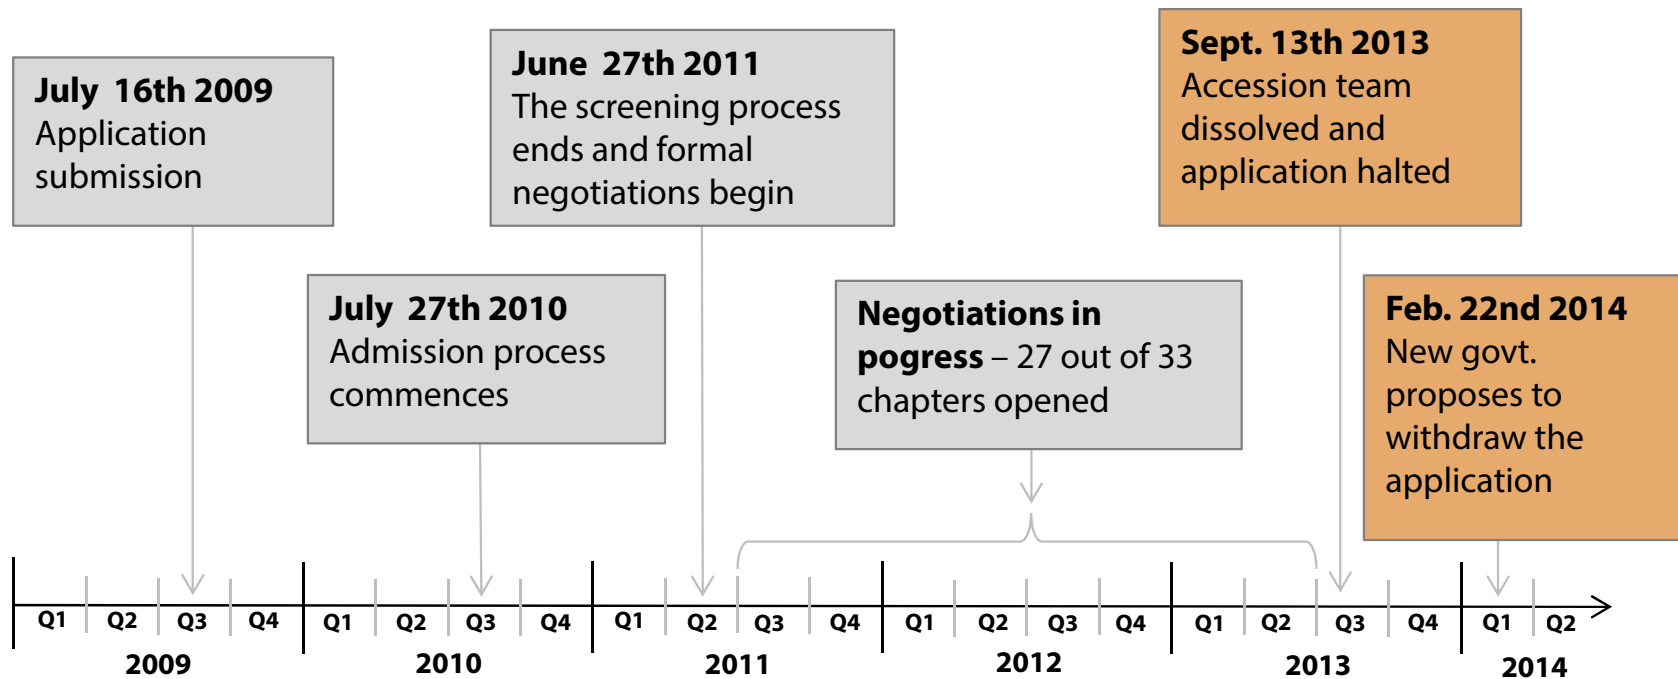 July 16th 2009
Application
submission
June 27th 2011
The screening process
ends and formal
negotiations begin
Sept. 13th 2013
Accession team
dissolved and
application halted
July 27th 2010
Admission process
commences
Negotiations in
pogress – 27 out of 33
chapters opened
Feb. 22nd 2014
New govt.
proposes to
withdraw the
application
Q1 Q2 Q3 Q4 Q1 Q2 Q3 Q4 Q1 Q2 Q3 Q4 Q1 Q2 Q3 Q4 Q1 Q2 Q3 Q4 Q1 Q2
2009 2010 2011 2012 2013 2014